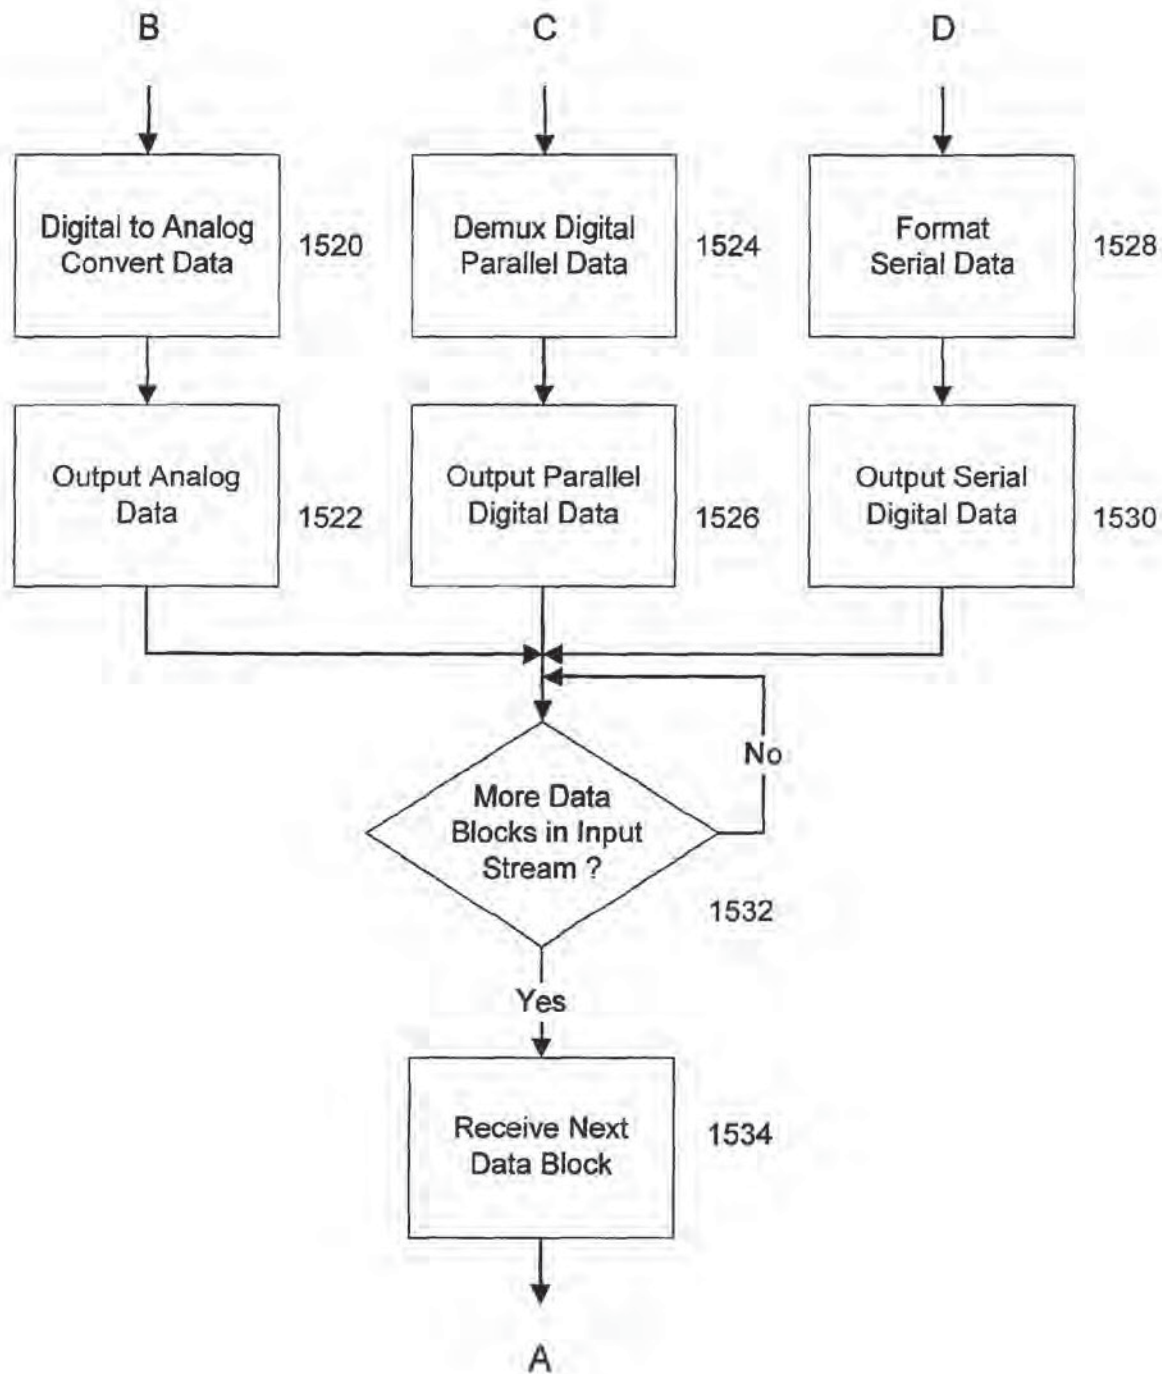 B
C
D
Digital to Analog
Convert Data
1520
Demux Digital
Parallel Data
1524
Format
Serial Data
1528
Output Analog
Data
1522
Output Parallel
Digital Data
1526
Output Serial
Digital Data
1530
No
More Data
Blocks in Input
Stream ?
1532
Yes
Receive Next
Data Block
1534
A